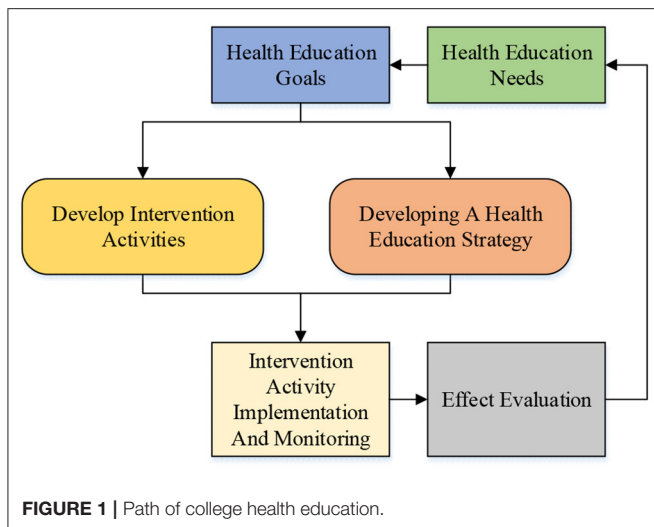 Health Education
Goals
Health Education
Needs
Develop Intervention
Activities
Developing A Health
Education Strategy
Intervention
Activity
Implementation
And Monitoring
Effect Evaluation
FIGURE 1 | Path of college health education.